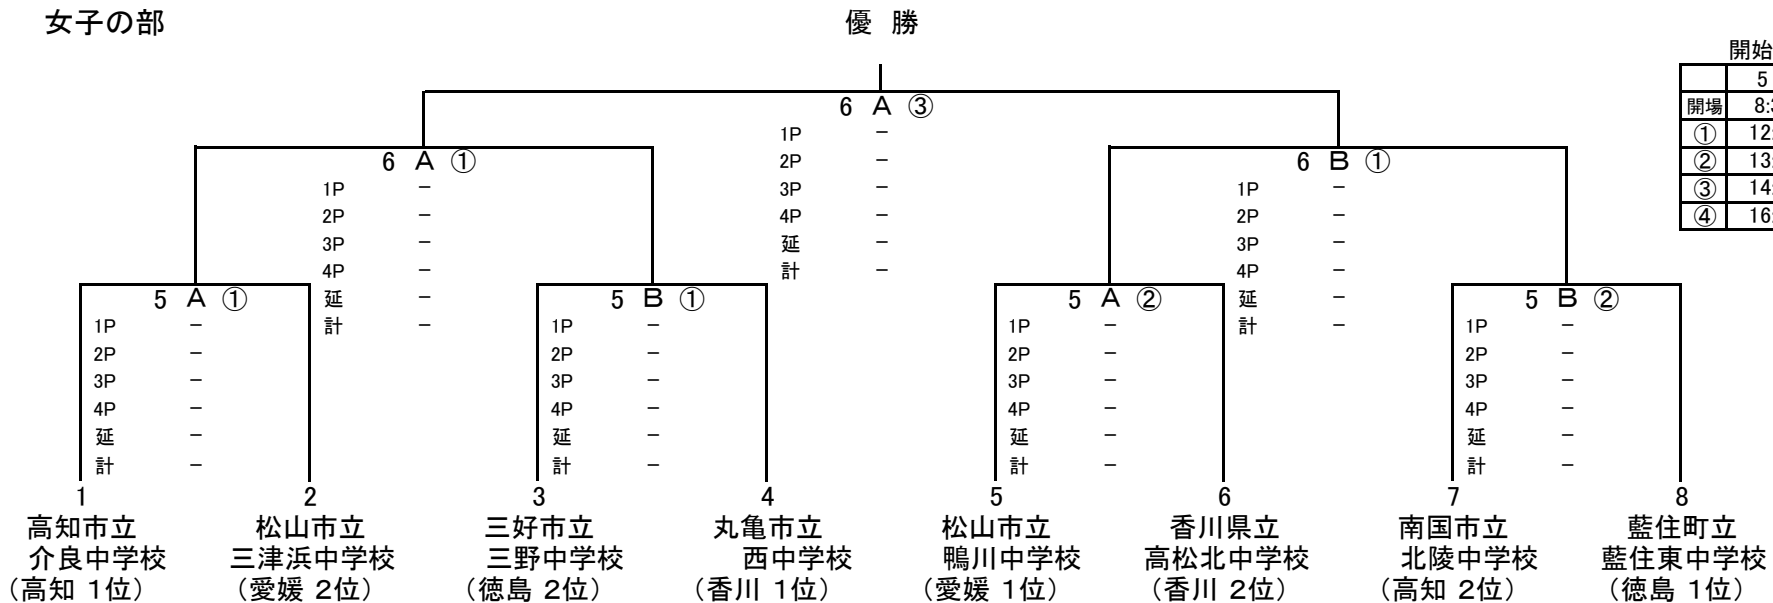 女子の部
優 勝
開始
5
開場 8:3
① 12:
② 13:
③ 14:
④ 16:
6 A ③
1P －
2P －
3P －
4P －
延 －
計 －
6 A ①
1P －
2P －
3P －
4P －
延 －
計 －
6 B ①
1P －
2P －
3P －
4P －
延 －
計 －
5 A ①
1P －
2P －
3P －
4P －
延 －
計 －
5 B ①
1P －
2P －
3P －
4P －
延 －
計 －
5 A ②
1P －
2P －
3P －
4P －
延 －
計 －
5 B ②
1P －
2P －
3P －
4P －
延 －
計 －
1
高知市立
介良中学校
（高知 1位）
2
松山市立
三津浜中学校
（愛媛 2位）
3
三好市立
三野中学校
（徳島 2位）
4
丸亀市立
西中学校
（香川 1位）
5
松山市立
鴨川中学校
（愛媛 1位）
6
香川県立
高松北中学校
（香川 2位）
7
南国市立
北陵中学校
（高知 2位）
8
藍住町立
藍住東中学校
（徳島 1位）